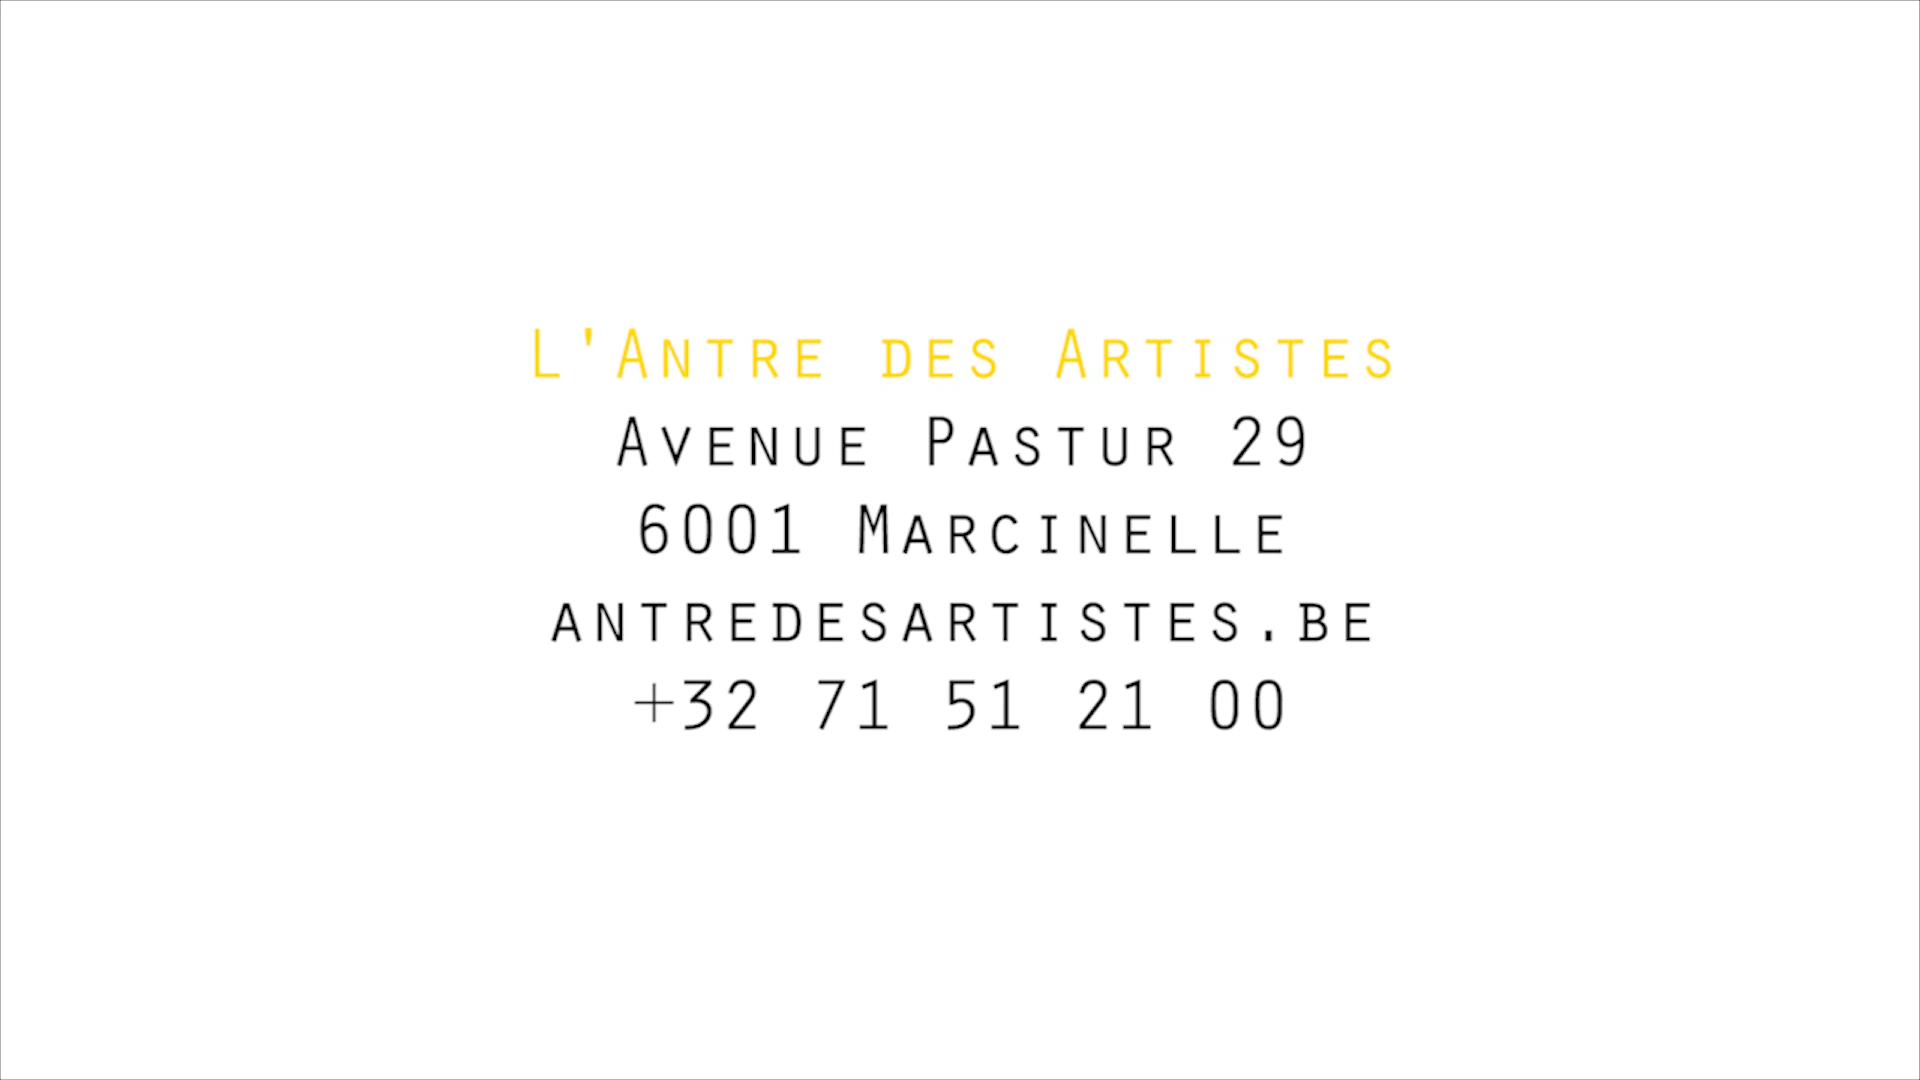 L'Antre des Artistes
Avenue Pastur 29
6001 Marcinelle
antredesartistes.be
+32 71 51 21 00